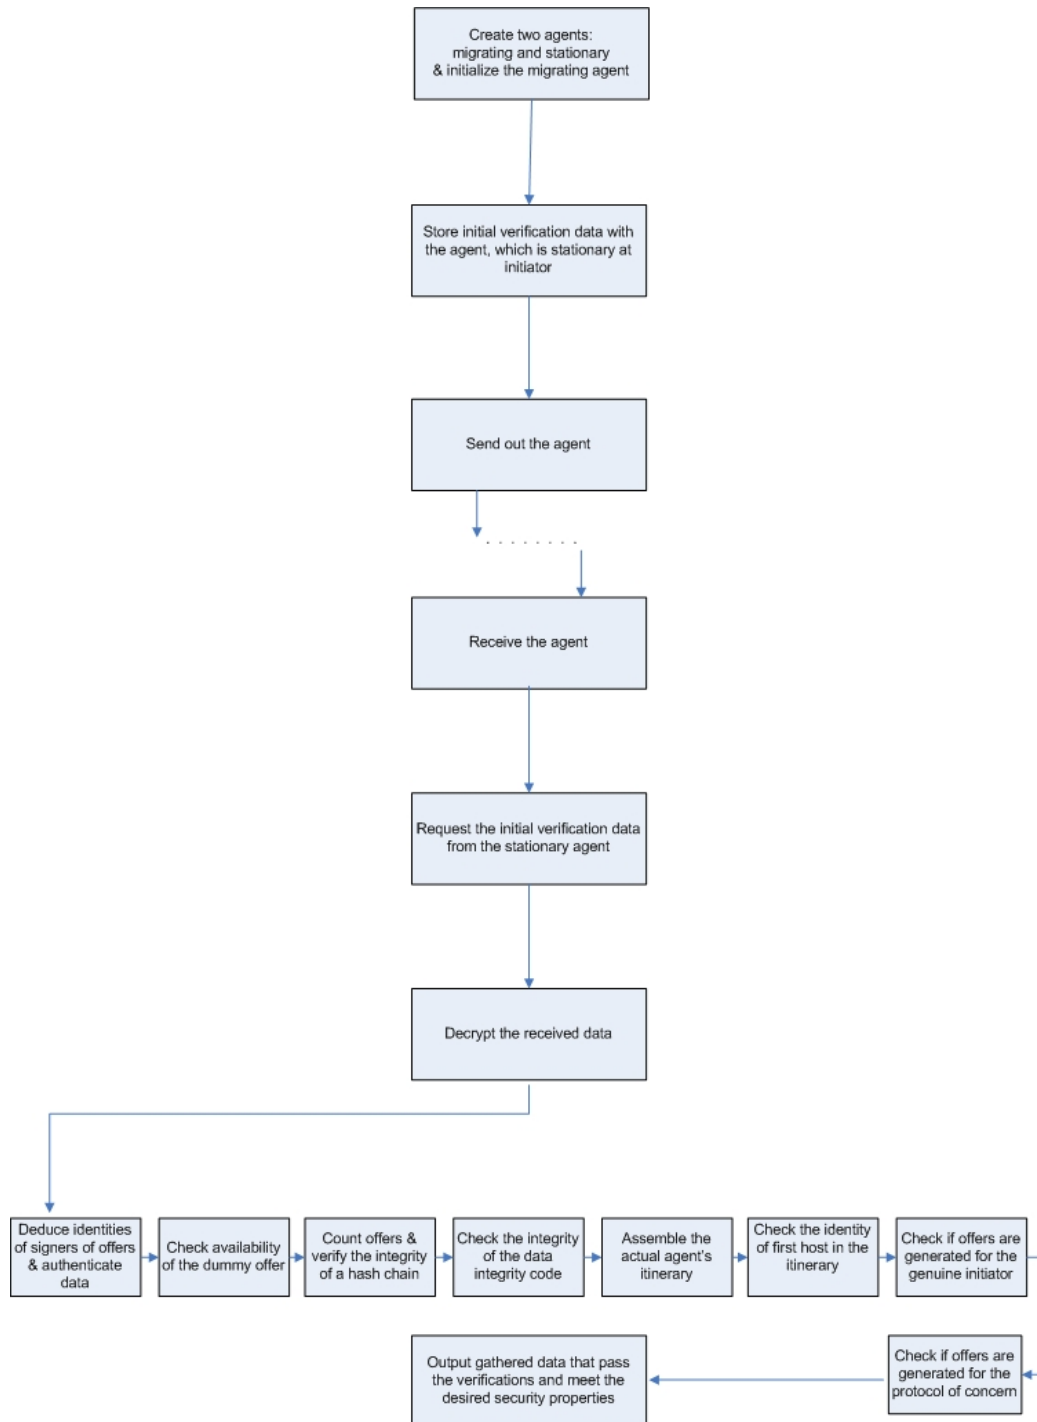 Create two agents:
migrating and stationary
& initialize the migrating agent
Store initial verification data with
the agent, which is stationary at
initiator
Send out the agent
. . . . . . . .
Receive the agent
Request the initial verification data
from the stationary agent
Decrypt the received data
Deduce identities
of signers of offers
& authenticate
data
Check availability
of the dummy offer
Count offers &
verify the integrity
of a hash chain
Check the integrity
of the data
integrity code
Assemble the
actual agent's
itinerary
Check the identity
of first host in the
itinerary
Check if offers are
generated for the
genuine initiator
Check if offers are
generated for the
protocol of concern
Output gathered data that pass
the verifications and meet the
desired security properties